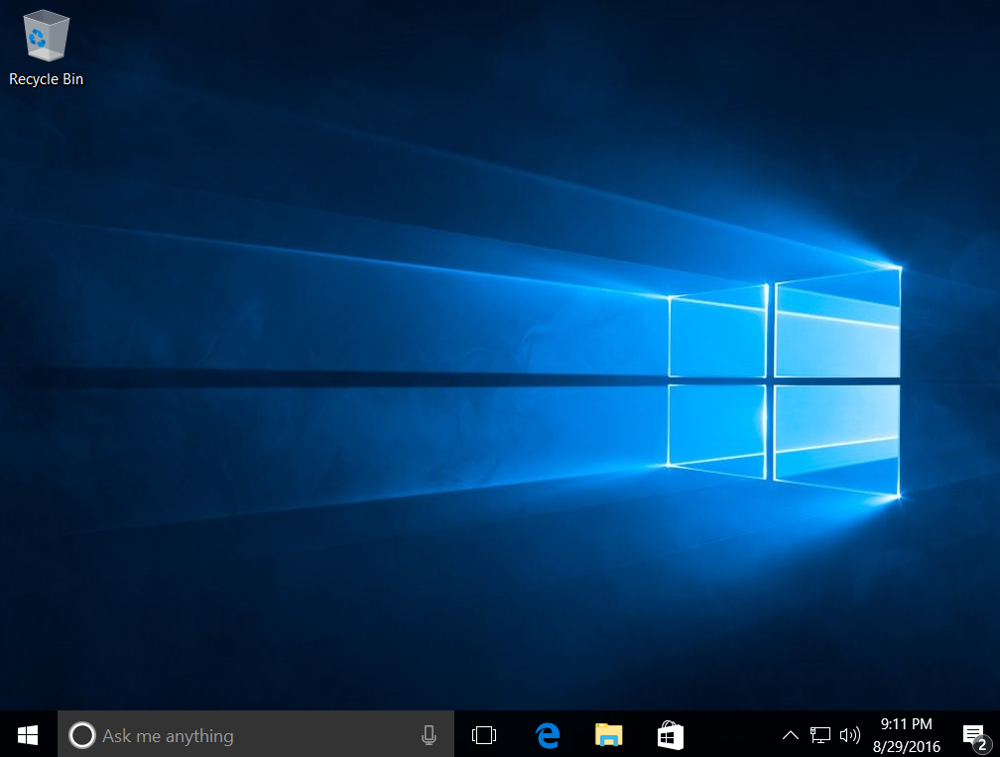 Recycle Bin
Ask me anything
9:11 PM
8/29/2016
2